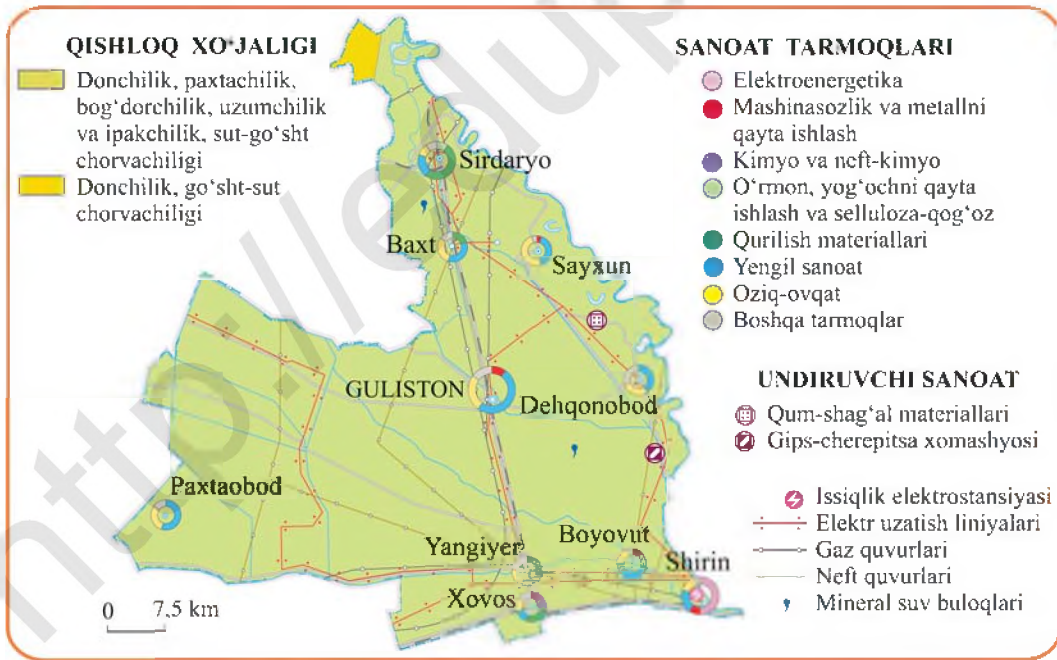 QISHLOQ XO‘JALIGI
Donchilik, paxtachilik,
bog‘dorchilik, uzumchilik
va ipakchilik, sut-go‘sht
chorvachiligi
Donchilik, go‘sht-sut
chorvachiligi
SANOAT TARMOQLARI
Elektroenergetika
Mashinasozlik va metallni
qayta ishlash
Kimyo va neft-kimyo
O‘rmon, yog‘ochni qayta
ishlash va selluloza-qog‘oz
Qurilish materiallari
Yengil sanoat
Oziq-ovqat
Boshqa tarmoqlar
UNDIRUVCHI SANOAT
Qum-shag‘al materiallari
Gips-cherepitsa xomashyosi
Issiqlik elektrostansiyasi
Elektr uzatish liniyalari
Gaz quvurlari
Neft quvurlari
Mineral suv buloqlari
Sirdaryo
Baxt
Sayxun
GULISTON
Dehqonobod
Paxtaobod
Yangiyer
Boyovut
Shirin
Xovos
0 7,5 km
http://edup